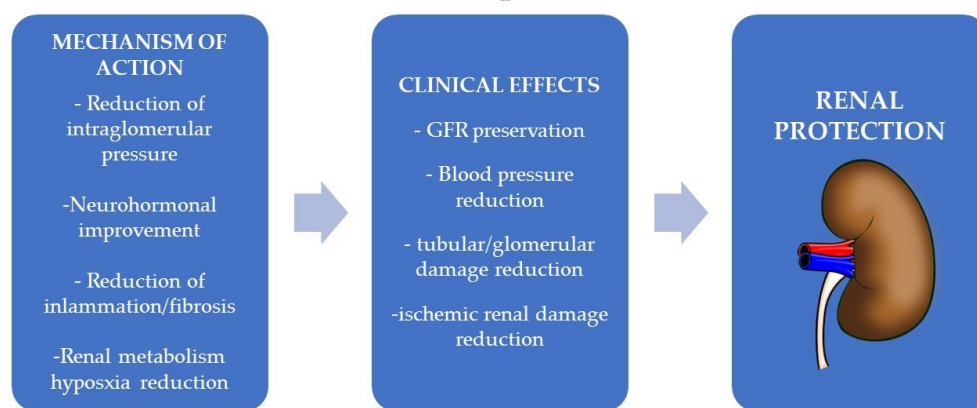 MECHANISM OF
ACTION
- Reduction of
intraglomerular
pressure
-Neurohormonal
improvement
- Reduction of
inlammation/fibrosis
-Renal metabolism
hyposxia reduction
CLINICAL EFFECTS
- GFR preservation
- Blood pressure
reduction
- tubular/glomerular
damage reduction
-ischemic renal damage
reduction
RENAL
PROTECTION